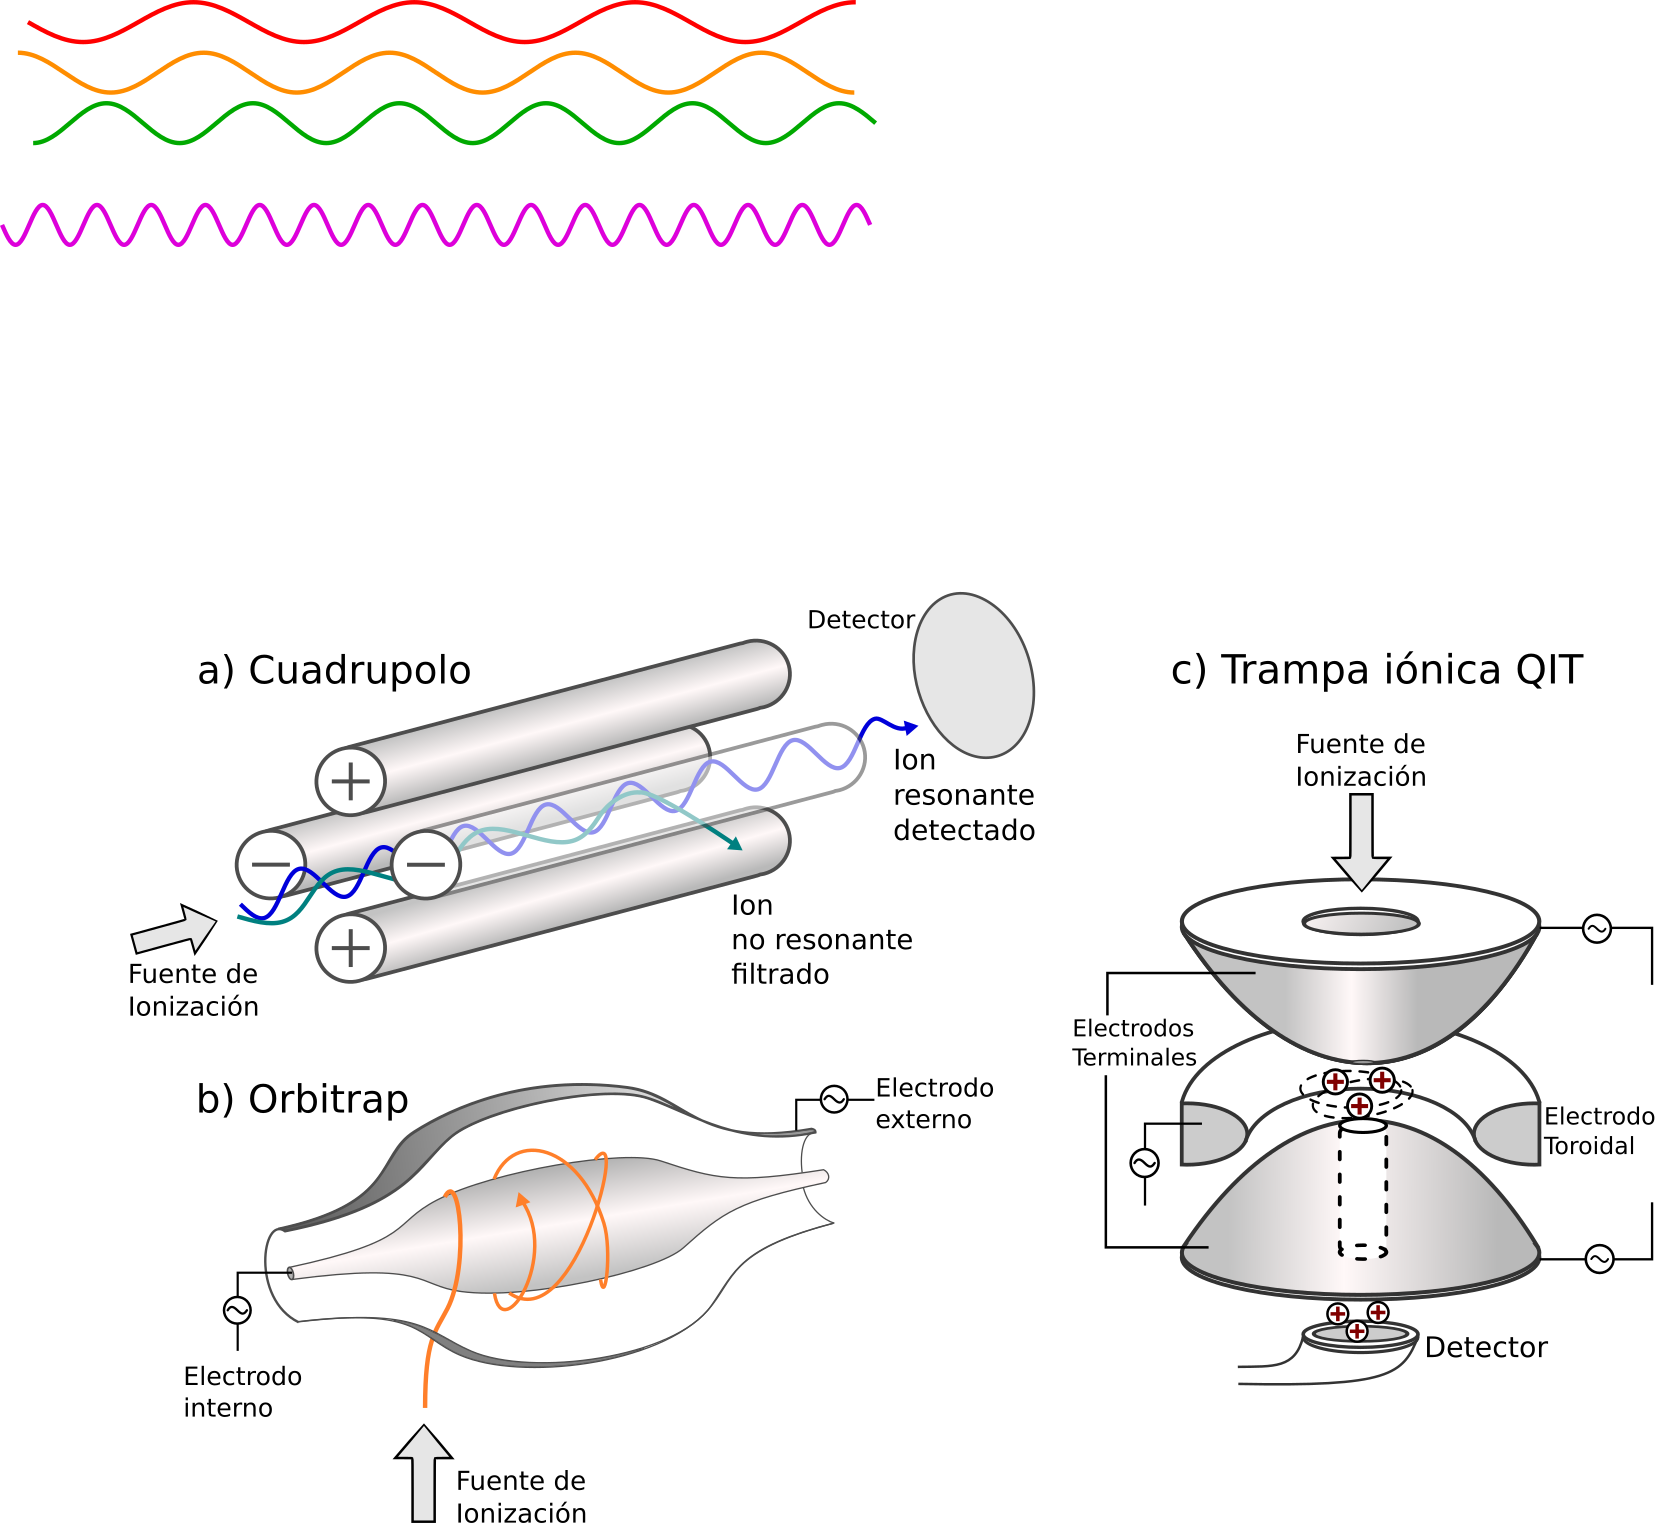 a) Cuadrupolo
Detector
Ion
resonante
detectado
Ion
no resonante
filtrado
Fuente de
Ionización
b) Orbitrap
Electrodo
externo
Electrodo
interno
Fuente de
Ionización
c) Trampa iónica QIT
Fuente de
Ionización
Electrodos
Terminales
Electrodo
Toroidal
Detector